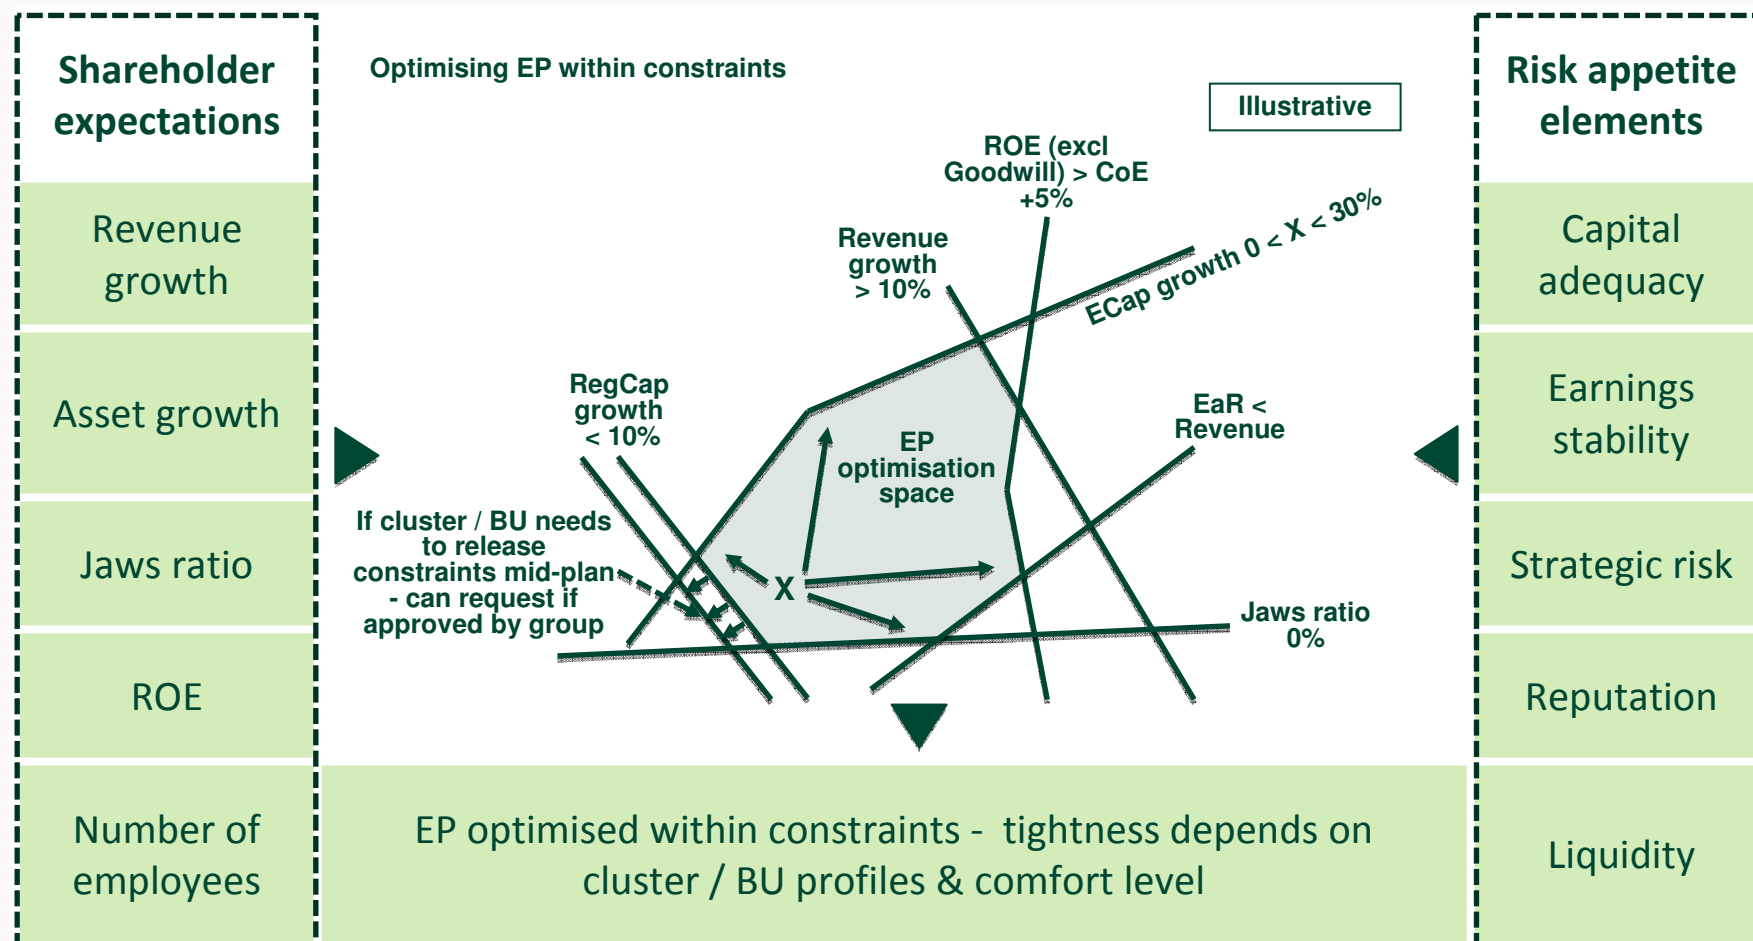 Shareholder
expectations
Revenue
growth
Asset growth
Jaws ratio
ROE
Number of
employees
Optimising EP within constraints
Illustrative
ROE (excl
Goodwill) > CoE
+5%
Revenue
growth
> 10%
ECap growth 0 < X < 30%
RegCap
growth
< 10%
EaR <
Revenue
EP
optimisation
space
If cluster / BU needs
to release
constraints mid-plan
- can request if
approved by group
X
Jaws ratio
0%
EP optimised within constraints - tightness depends on
cluster / BU profiles & comfort level
Risk appetite
elements
Capital
adequacy
Earnings
stability
Strategic risk
Reputation
Liquidity